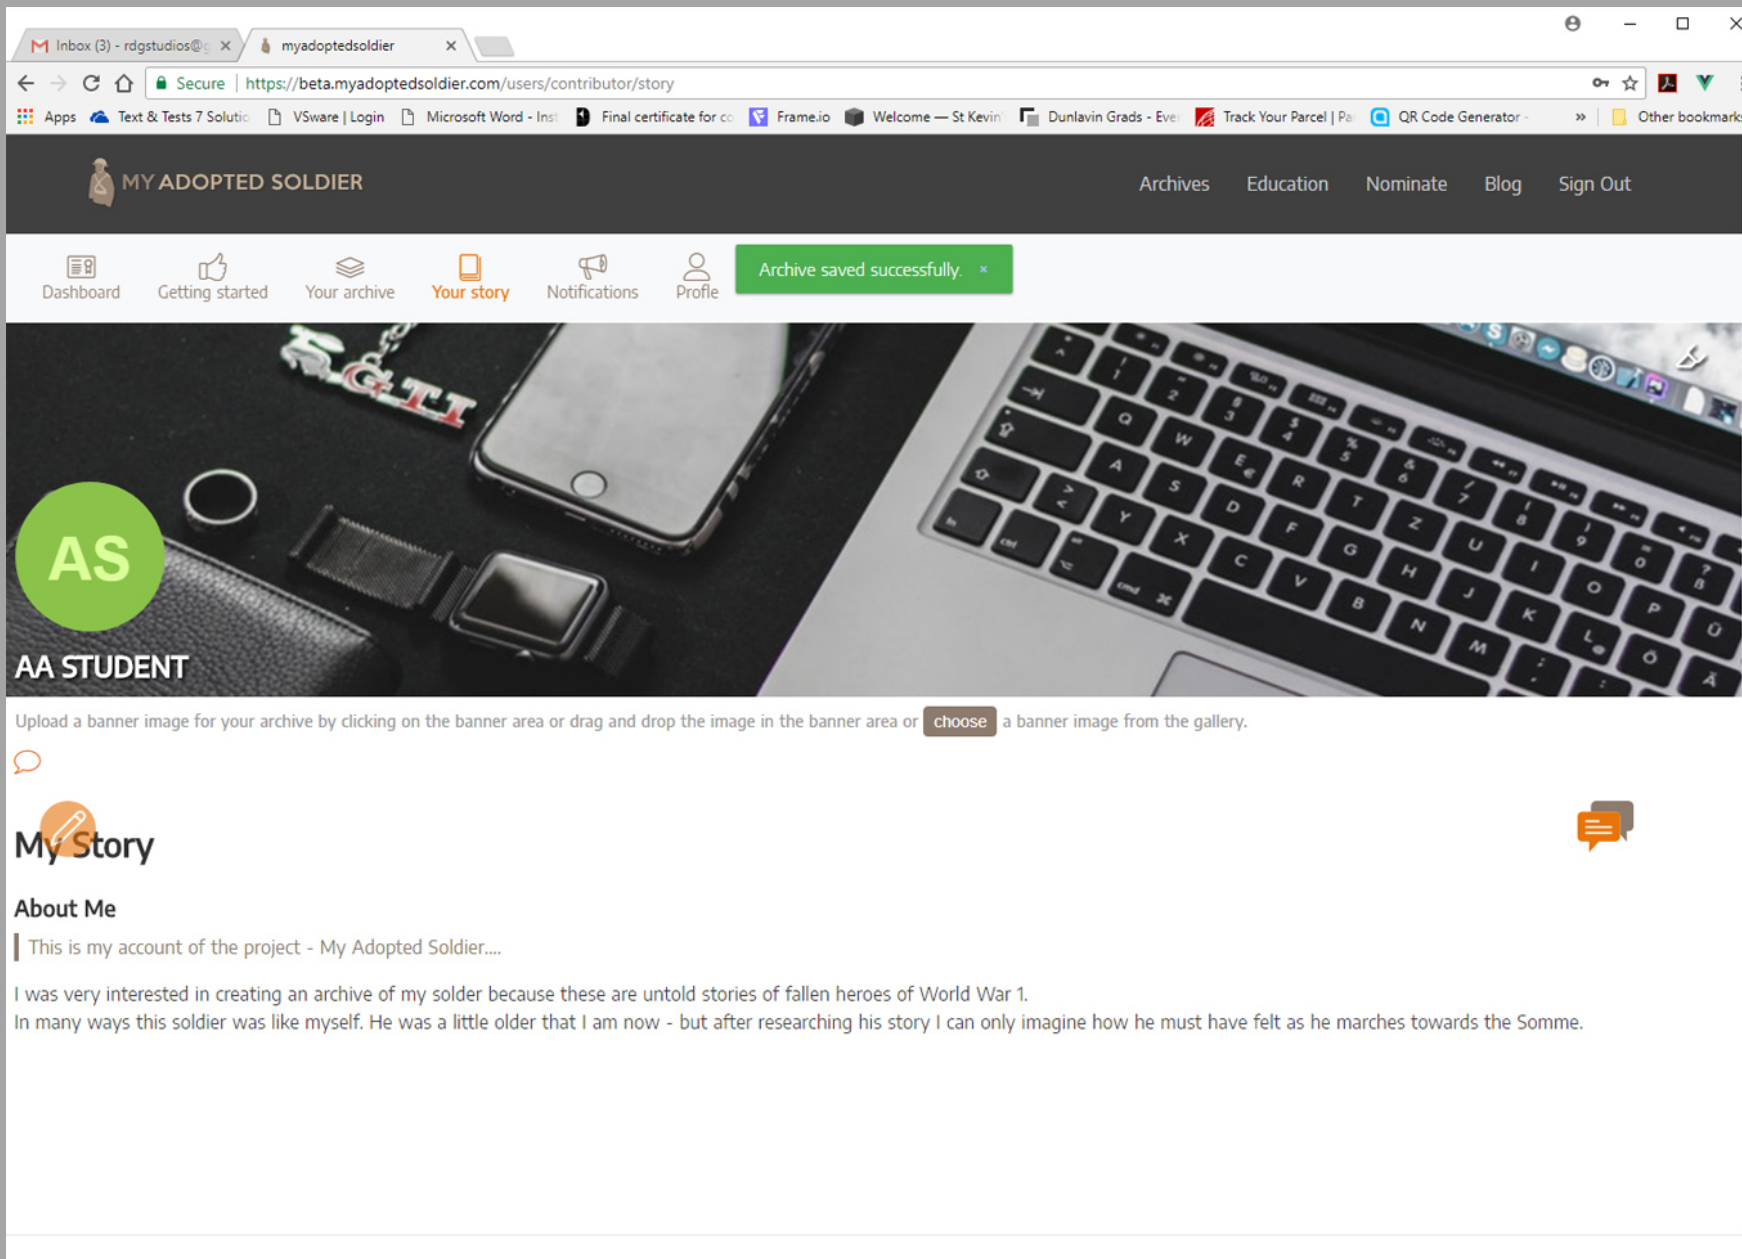 Inbox (3) - rdgstudios@g
myadoptedsoldier
Secure | https://beta.myadoptedsoldier.com/users/contributor/story
Apps Text & Tests 7 Solutio VSware | Login Microsoft Word - Inst Final certificate for co Frame.io Welcome — St Kevin' Dunlavin Grads - Eve Track Your Parcel | Pa QR Code Generator - » Other bookmarks
MY ADOPTED SOLDIER
Archives Education Nominate Blog Sign Out
Dashboard Getting started Your archive Your story Notifications Profle
Archive saved successfully. ×
GTI
AS
AA STUDENT
Upload a banner image for your archive by clicking on the banner area or drag and drop the image in the banner area or choose a banner image from the gallery.
My Story
About Me
This is my account of the project - My Adopted Soldier....
I was very interested in creating an archive of my solder because these are untold stories of fallen heroes of World War 1.
In many ways this soldier was like myself. He was a little older that I am now - but after researching his story I can only imagine how he must have felt as he marches towards the Somme.